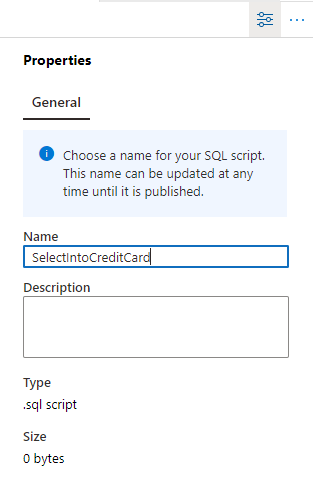 Properties
General
Choose a name for your SQL script.
This name can be updated at any
time until it is published.
Name
SelectIntoCreditCard
Description
Type
.sql script
Size
0 bytes